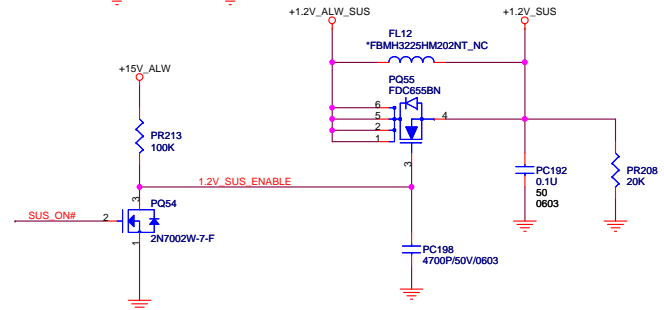 +1.2V_ALW_SUS
+1.2V_SUS
FL12
*FBMH3225HM202NT_NC
+15V_ALW
PQ55
FDC655BN
6
5
2
1
4
3
PR213
100K
1.2V_SUS_ENABLE
PC192
0.1U
50
0603
PR208
20K
SUS_ON#
2
3
1
PQ54
2N7002W-7-F
PC198
4700P/50V/0603